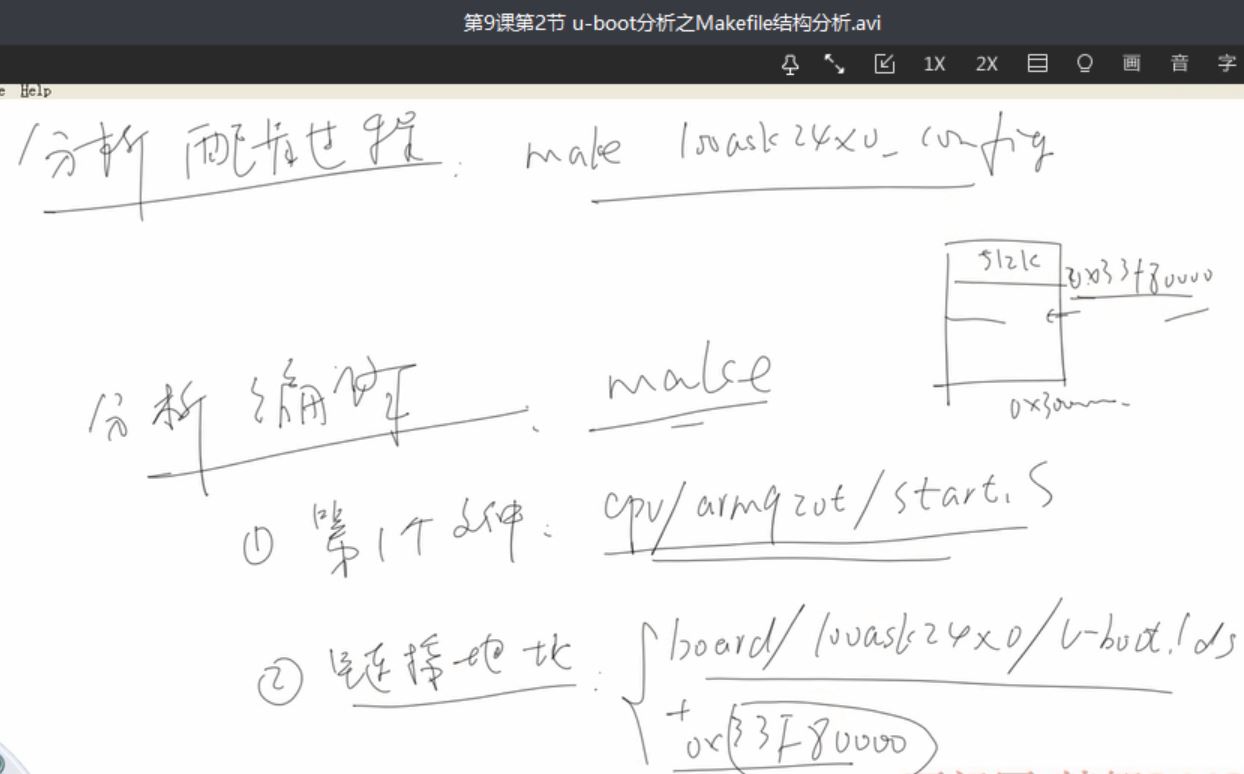 第9课第2节 u-boot分析之Makefile结构分析.avi
1X 2X 画 音 字
e Help
分析配置过程: make 100ask24x0_config
512k
0x33f80000
0x30000000
分析编译: make
① 第1个文件: cpu/arm920t/start.S
② 链接地址: board/100ask24x0/u-boot.lds
+ 0x33F80000